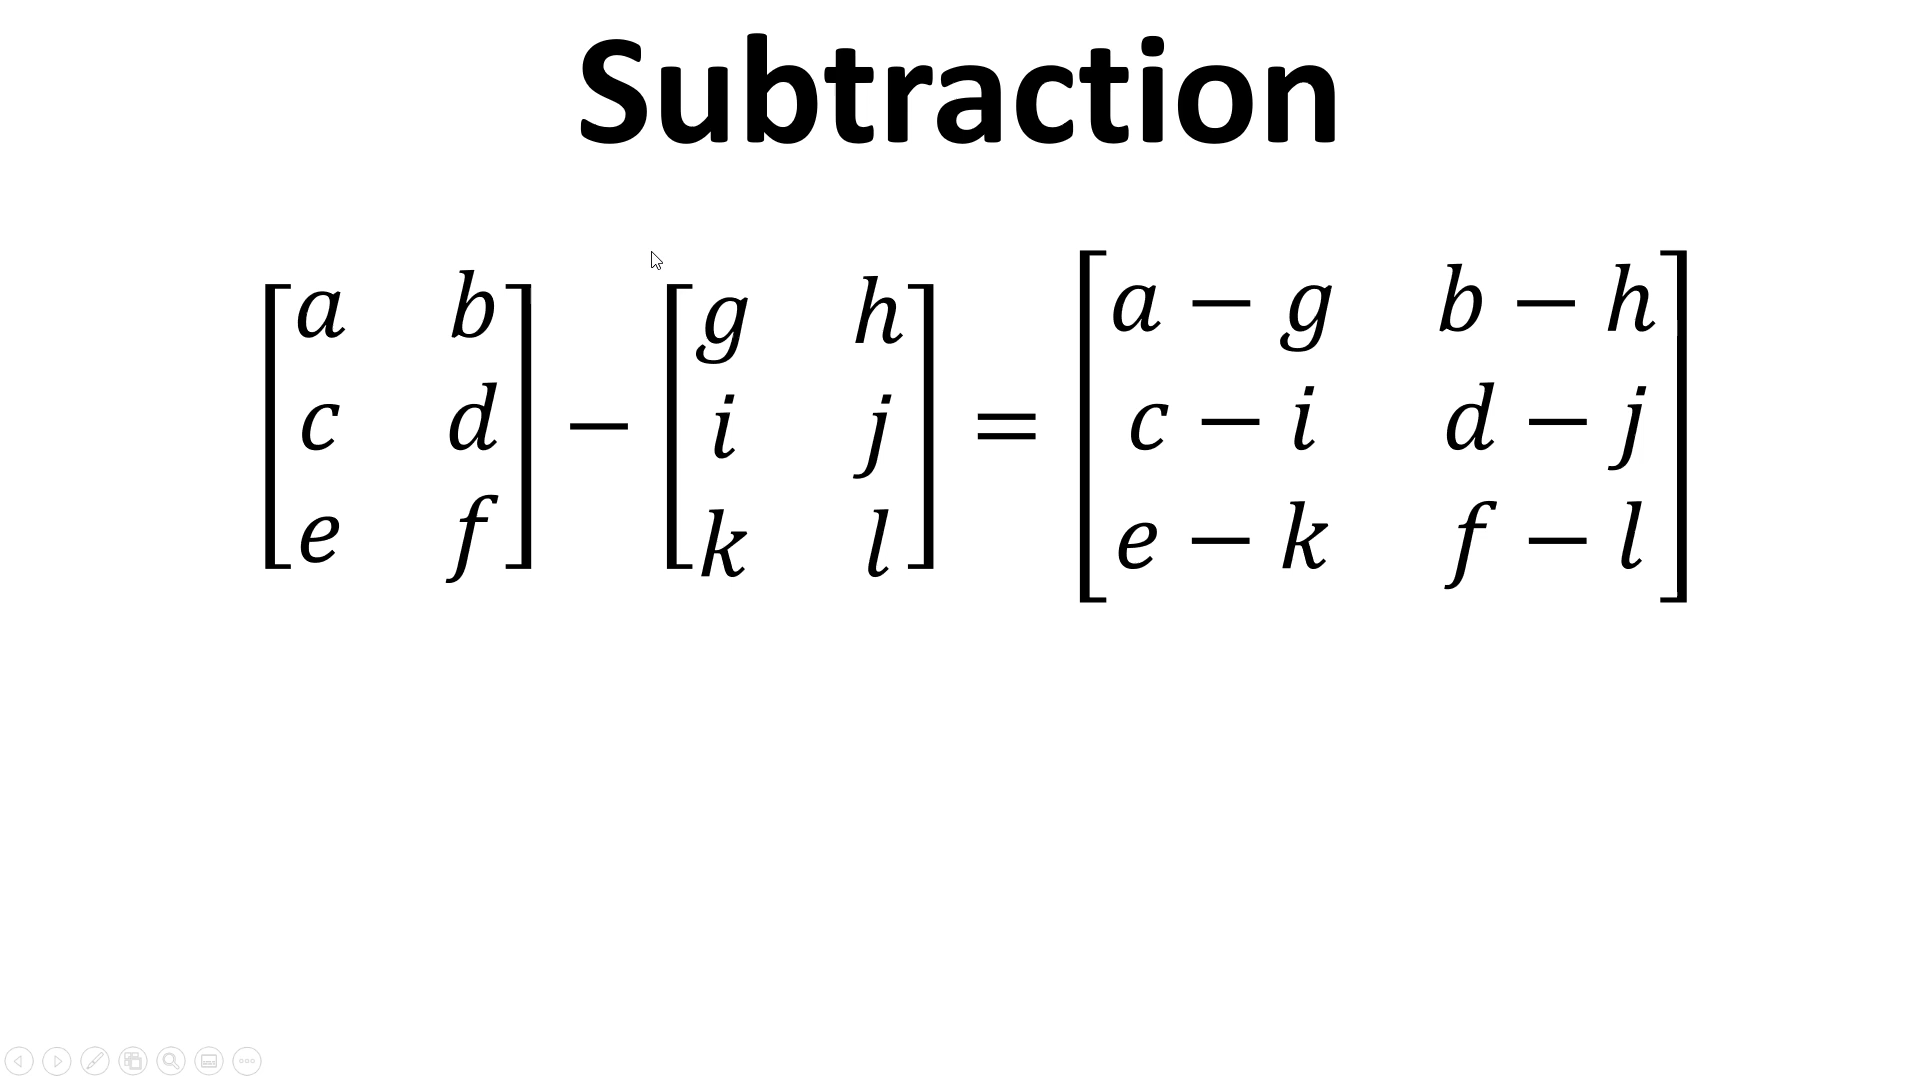 Subtraction
a b g h a − g b − h
c d − i j = c − i d − j
e f k l e − k f − l